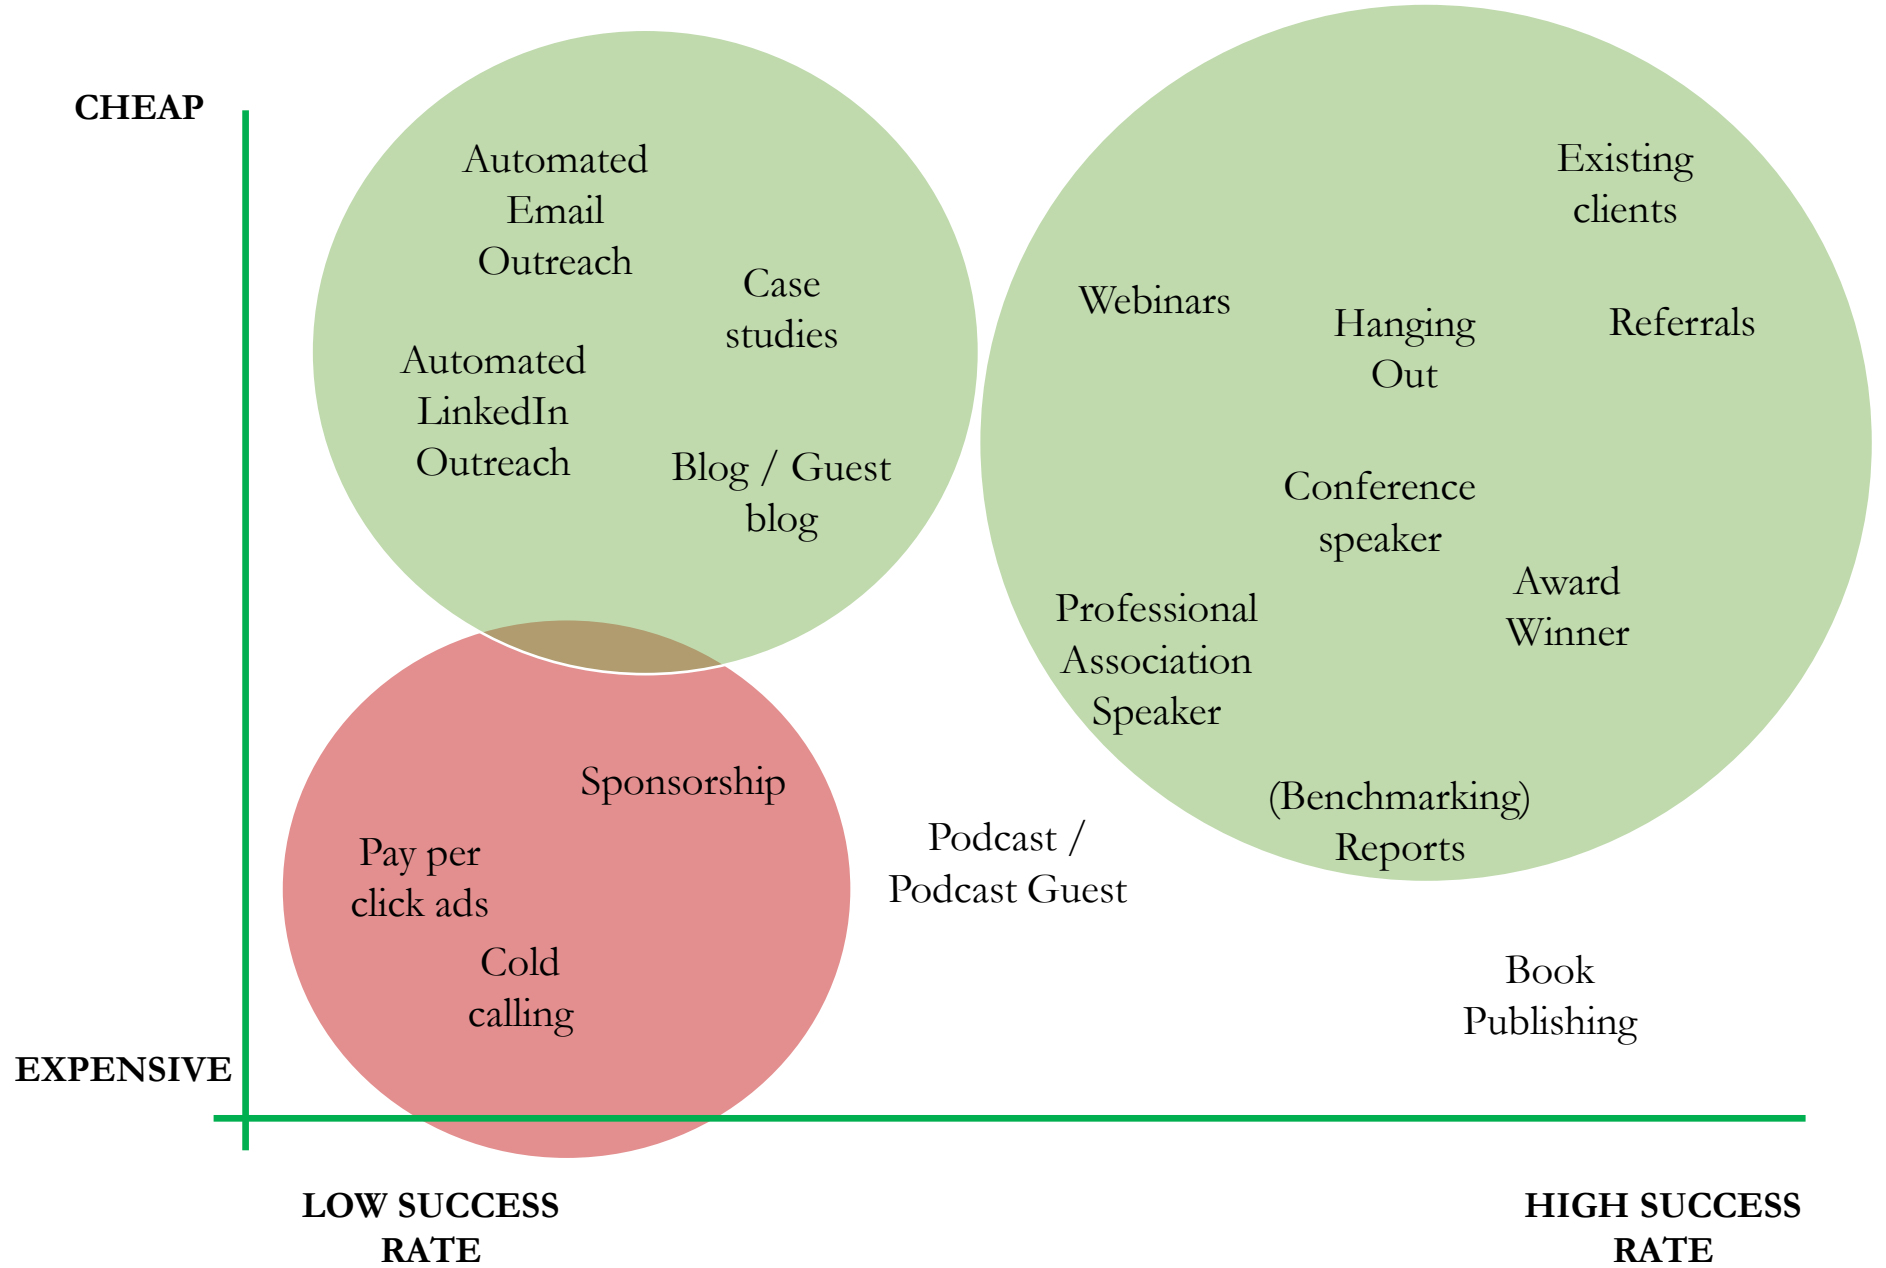 CHEAP
Automated
Email
Outreach
Case
studies
Automated
LinkedIn
Outreach
Blog / Guest
blog
Existing
clients
Webinars
Hanging
Out
Referrals
Conference
speaker
Award
Winner
Professional
Association
Speaker
(Benchmarking)
Reports
Sponsorship
Pay per
click ads
Cold
calling
Podcast /
Podcast Guest
Book
Publishing
EXPENSIVE
LOW SUCCESS
RATE
HIGH SUCCESS
RATE